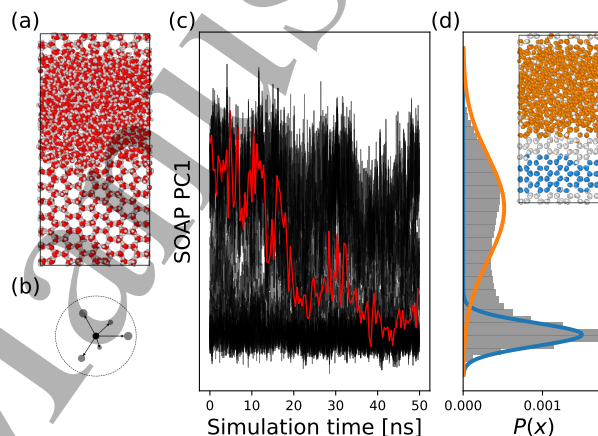 (a)
(c)
(d)
SOAP PC1
(b)
0 10 20 30 40 50
0.000 0.001
Simulation time [ns]
P(x)